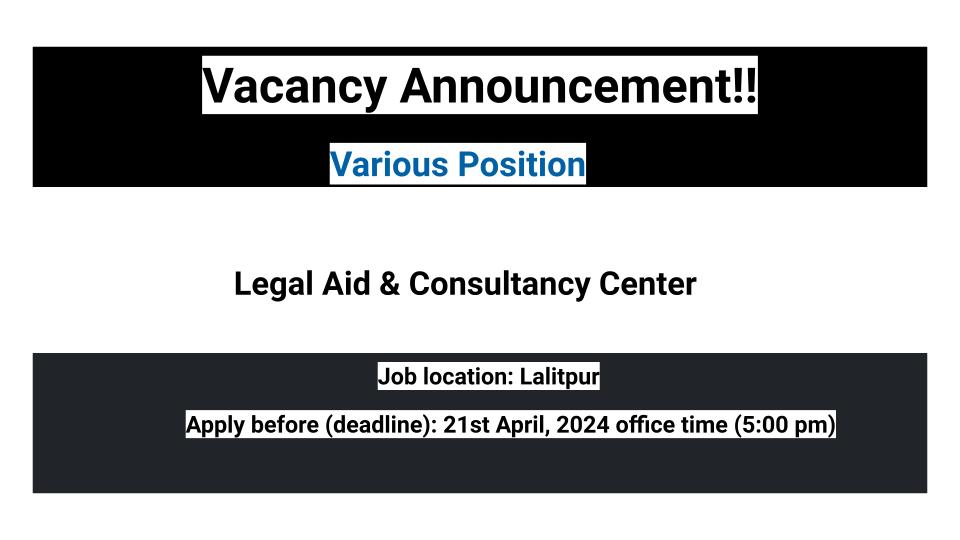 Vacancy Announcement!!
Various Position
Legal Aid & Consultancy Center
Job location: Lalitpur
Apply before (deadline): 21st April, 2024 office time (5:00 pm)